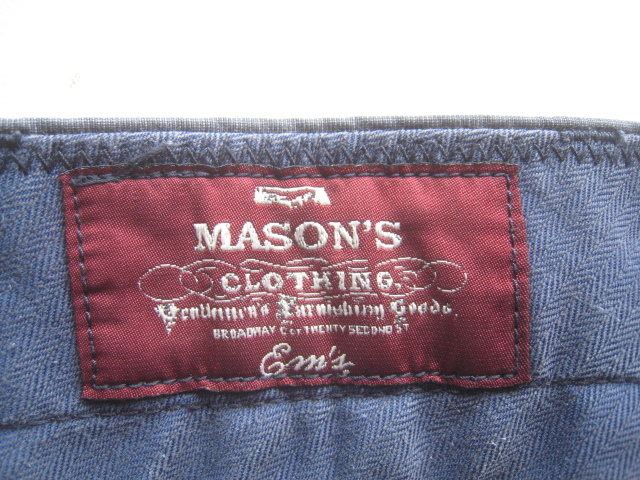 MASON'S
CLOTHING.
Gentlemen's Furnishing Goods.
BROADWAY Cor TWENTY SECOND ST
Em's.